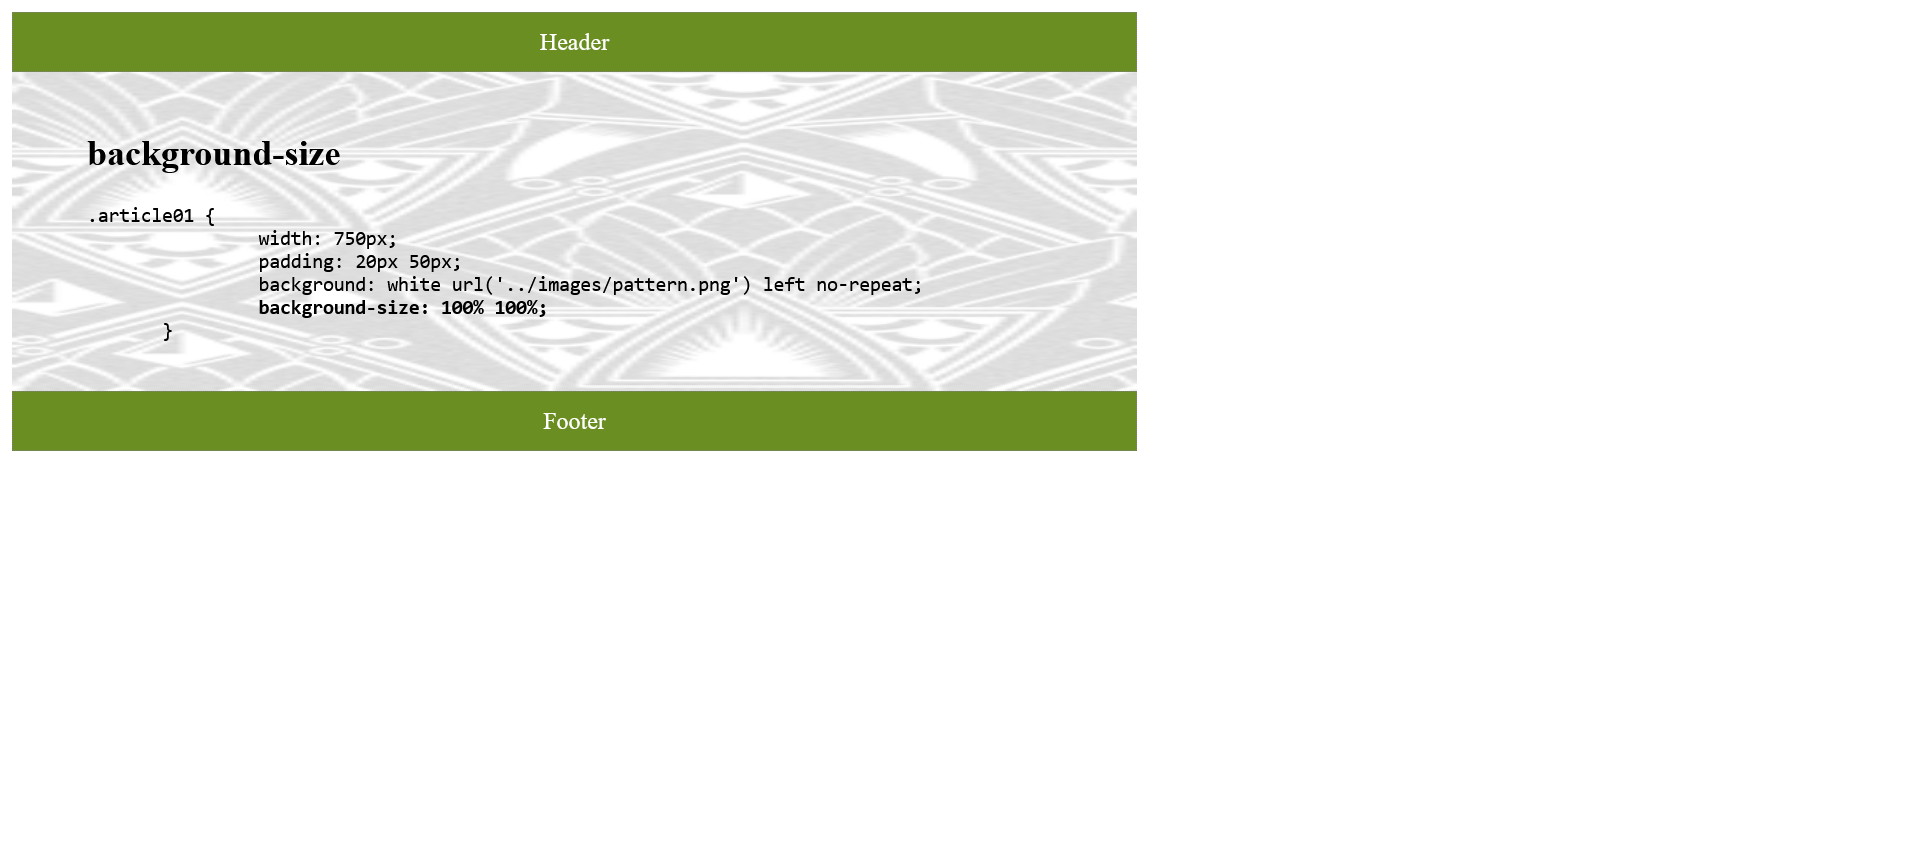 Header
background-size
.article01 {
width: 750px;
padding: 20px 50px;
background: white url('../images/pattern.png') left no-repeat;
background-size: 100% 100%;
}
Footer